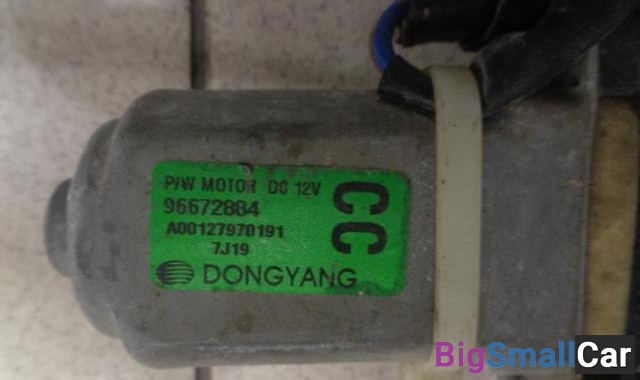 P/W MOTOR DC 12V
96672884
A00127970191
7J19
DONGYANG
CC
BigSmallCar